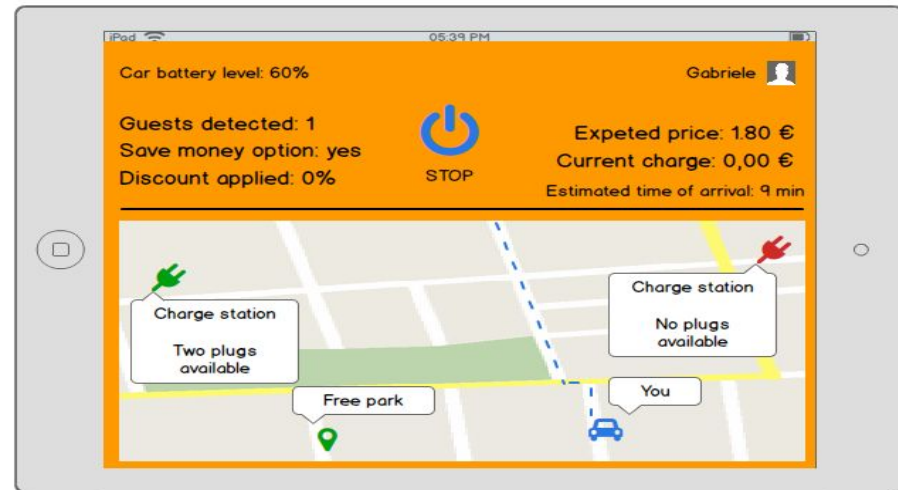 iPad 05:39 PM
Car battery level: 60% Gabriele
Guests detected: 1
Save money option: yes
Discount applied: 0%
STOP
Expeted price: 1.80 €
Current charge: 0,00 €
Estimated time of arrival: 9 min
Charge station
Two plugs
available
Charge station
No plugs
available
Free park
You